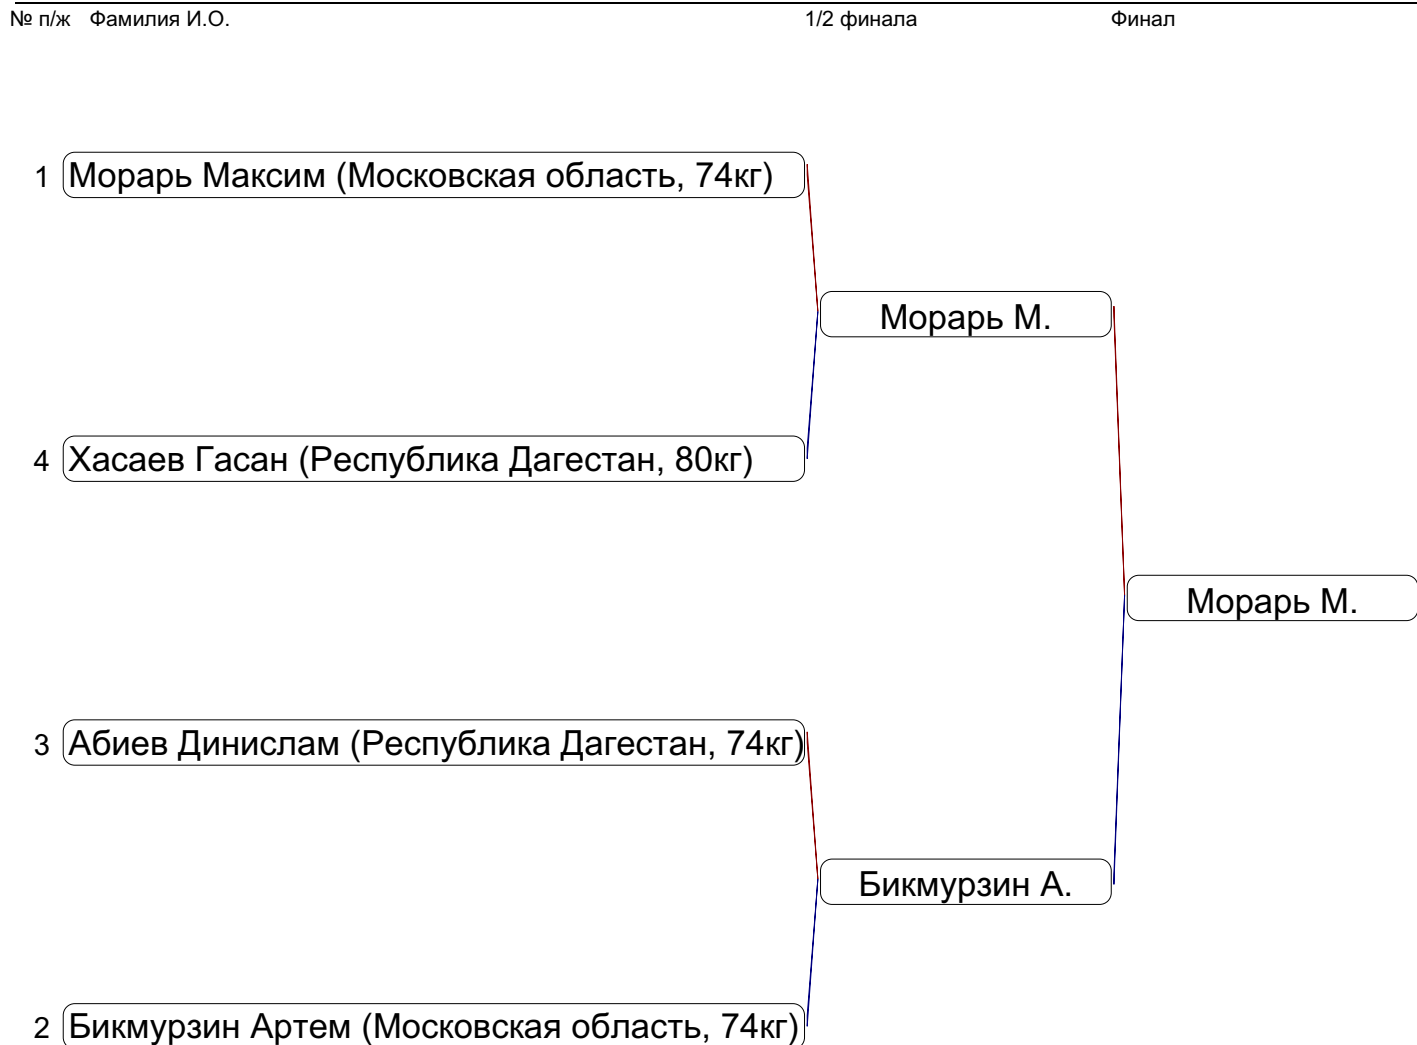 № п/ж Фамилия И.О. 1/2 финала Финал
1 Морарь Максим (Московская область, 74кг)
Морарь М.
4 Хасаев Гасан (Республика Дагестан, 80кг)
Морарь М.
3 Абиев Динислам (Республика Дагестан, 74кг)
Бикмурзин А.
2 Бикмурзин Артем (Московская область, 74кг)